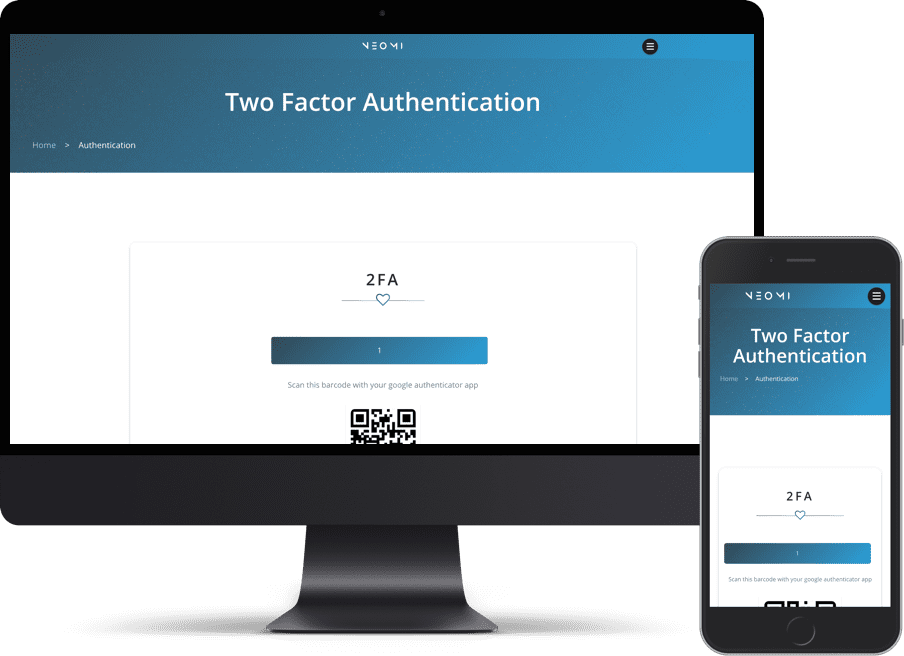 NEOMI
Two Factor Authentication
Home > Authentication
2FA
1
Scan this barcode with your google authenticator app
NEOMI
Two Factor
Authentication
Home > Authentication
2FA
1
Scan this barcode with your google authenticator app